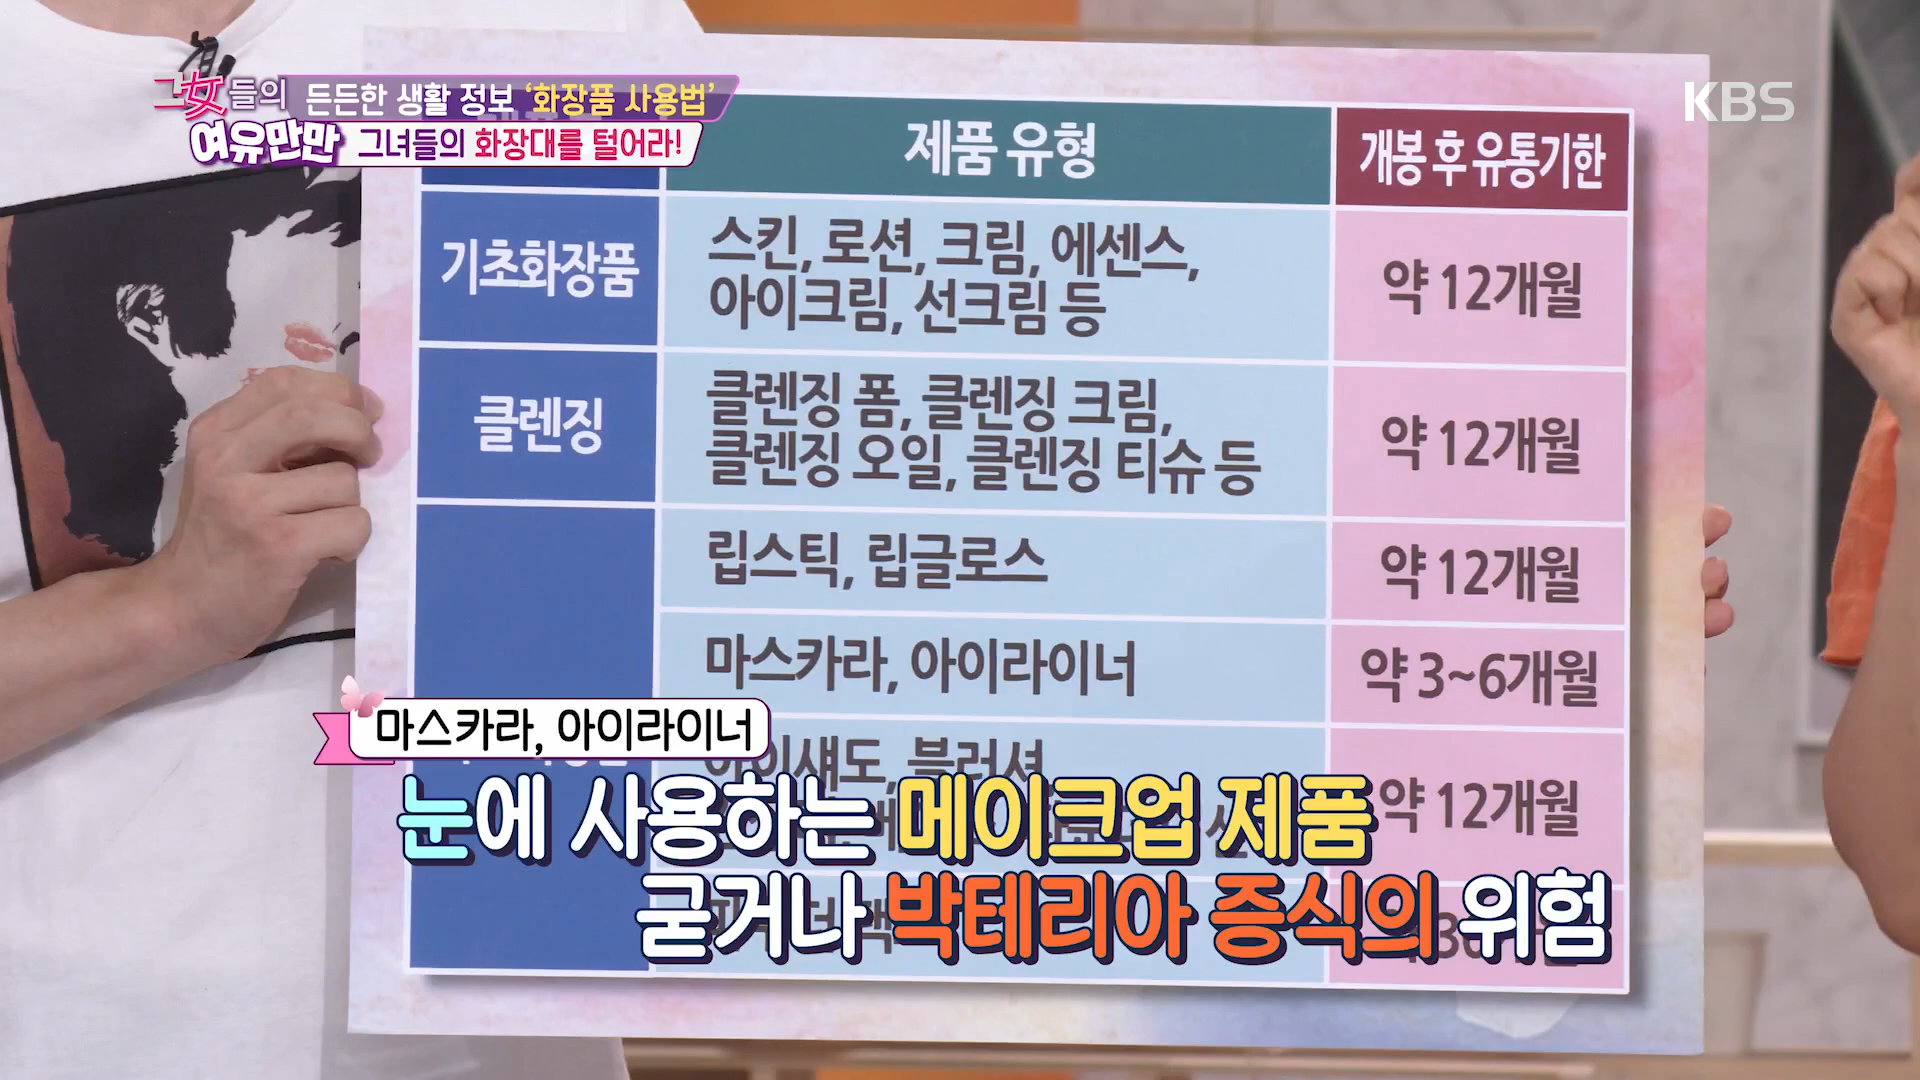 그女들의
여유만만
든든한 생활 정보 '화장품 사용법'
그녀들의 화장대를 털어라!
KBS
제품 유형
개봉 후 유통기한
기초화장품
스킨, 로션, 크림, 에센스,
아이크림, 선크림 등
약 12개월
클렌징
클렌징 폼, 클렌징 크림,
클렌징 오일, 클렌징 티슈 등
약 12개월
립스틱, 립글로스
약 12개월
마스카라, 아이라이너
약 3~6개월
아이섀도, 블러셔
약 12개월
마스카라, 아이라이너
눈에 사용하는 메이크업 제품
굳거나 박테리아 증식의 위험